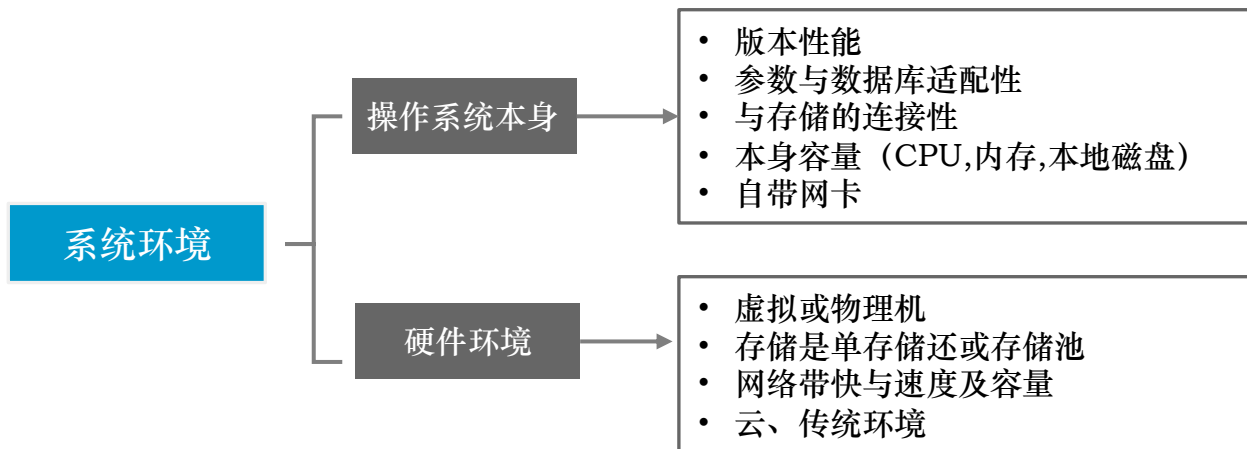 系统环境
操作系统本身
• 版本性能
• 参数与数据库适配性
• 与存储的连接性
• 本身容量（CPU,内存,本地磁盘）
• 自带网卡
硬件环境
• 虚拟或物理机
• 存储是单存储还或存储池
• 网络带快与速度及容量
• 云、传统环境